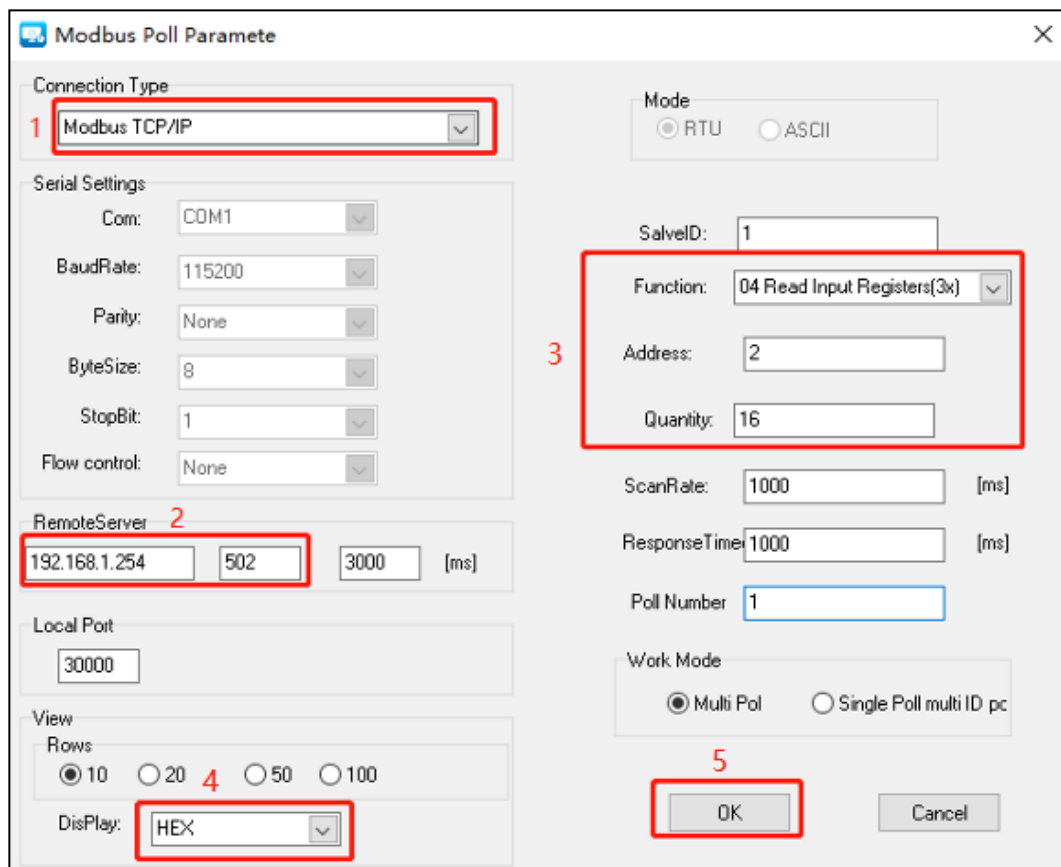 Modbus Poll Paramete
Connection Type
1
Modbus TCP/IP
Serial Settings
Com:
COM1
BaudRate:
115200
Parity:
None
ByteSize:
8
StopBit:
1
Flow control:
None
RemoteServer
2
192.168.1.254
502
3000
[ms]
Local Port
30000
View
Rows
10
20
50
100
4
DisPlay:
HEX
Mode
RTU
ASCII
SalveID:
1
3
Function:
04 Read Input Registers(3x)
Address:
2
Quantity:
16
ScanRate:
1000
[ms]
ResponseTime
1000
[ms]
Poll Number
1
Work Mode
Multi Pol
Single Poll multi ID pc
5
OK
Cancel